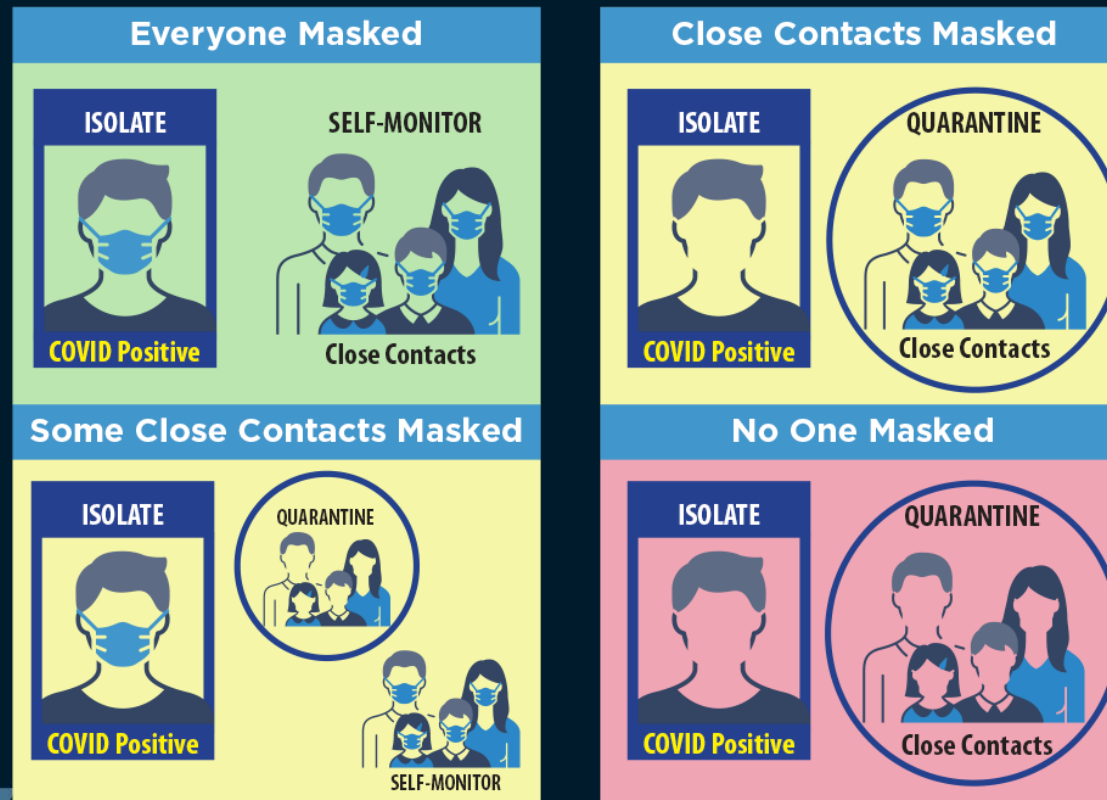 Everyone Masked
ISOLATE
SELF-MONITOR
COVID Positive
Close Contacts
Close Contacts Masked
ISOLATE
QUARANTINE
COVID Positive
Close Contacts
Some Close Contacts Masked
ISOLATE
QUARANTINE
COVID Positive
SELF-MONITOR
No One Masked
ISOLATE
QUARANTINE
COVID Positive
Close Contacts